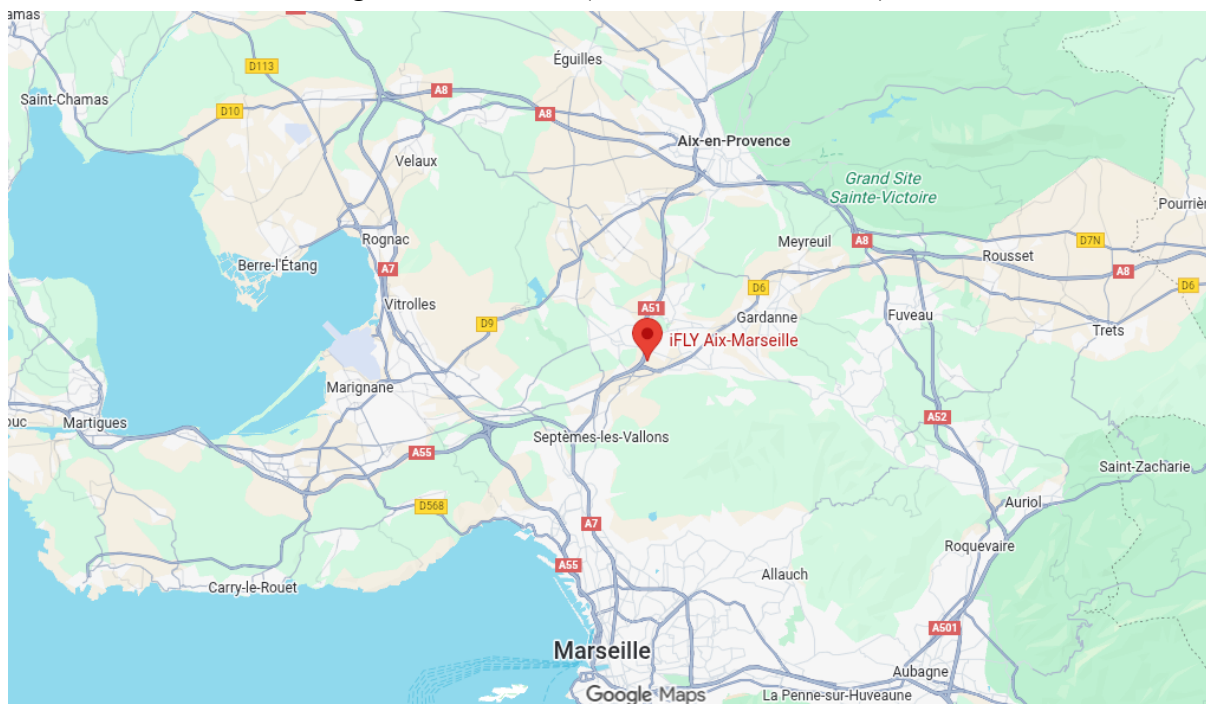 amas
Saint-Chamas
D113
D10
A8
A8
Éguilles
Aix-en-Provence
Velaux
Grand Site
Sainte-Victoire
Pourrièr
Rognac
Berre-l'Étang
A7
Vitrolles
Meyreuil
A8
D7N
Rousset
A8
D6
D6
A51
D9
Gardanne
Fuveau
Trets
iFLY Aix-Marseille
Marignane
ouc
Martigues
A52
Septèmes-les-Vallons
A55
Saint-Zacharie
D568
Auriol
A7
Roquevaire
A55
Allauch
Carry-le-Rouet
A501
Marseille
Aubagne
Google Maps
La Penne-sur-Huveaune